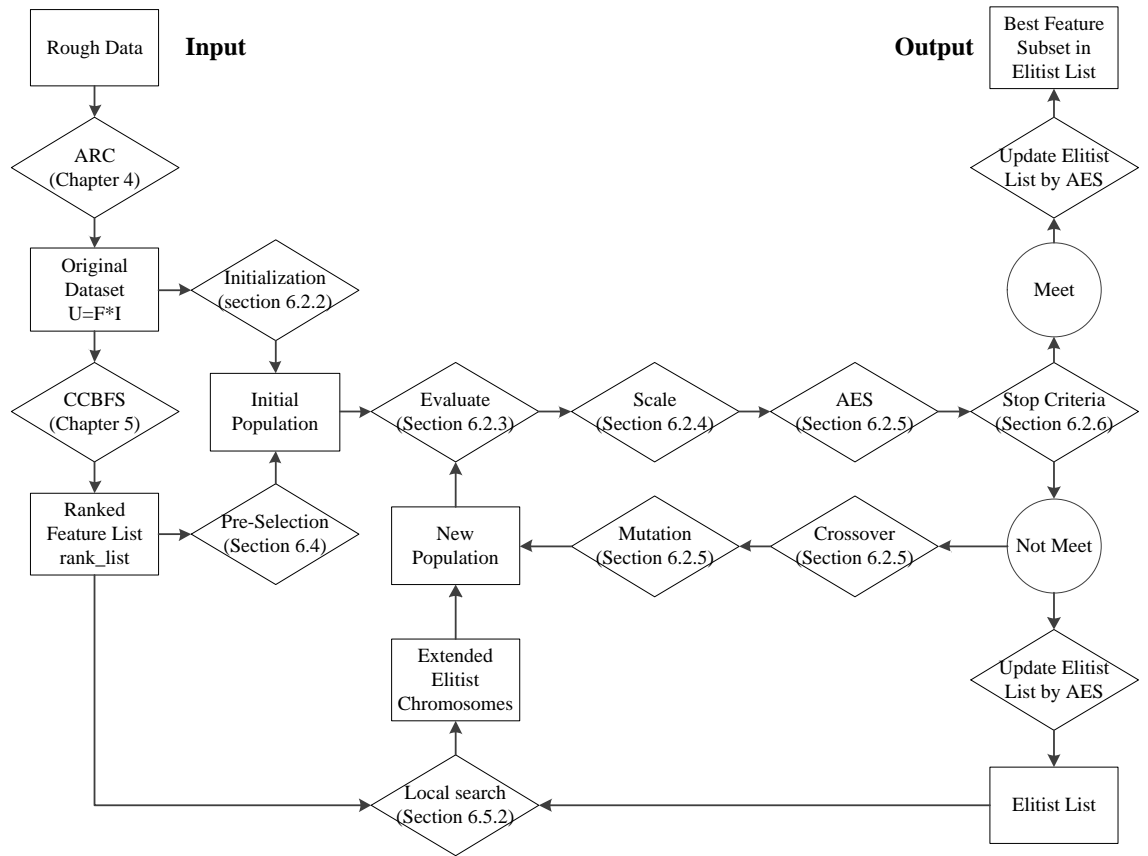 Rough Data
Input
Output
Best Feature
Subset in
Elitist List
ARC
(Chapter 4)
Update Elitist
List by AES
Original
Dataset
U=F*I
Initialization
(section 6.2.2)
Meet
CCBFS
(Chapter 5)
Initial
Population
Evaluate
(Section 6.2.3)
Scale
(Section 6.2.4)
AES
(Section 6.2.5)
Stop Criteria
(Section 6.2.6)
Ranked
Feature List
rank_list
Pre-Selection
(Section 6.4)
New
Population
Mutation
(Section 6.2.5)
Crossover
(Section 6.2.5)
Not Meet
Extended
Elitist
Chromosomes
Update Elitist
List by AES
Local search
(Section 6.5.2)
Elitist List